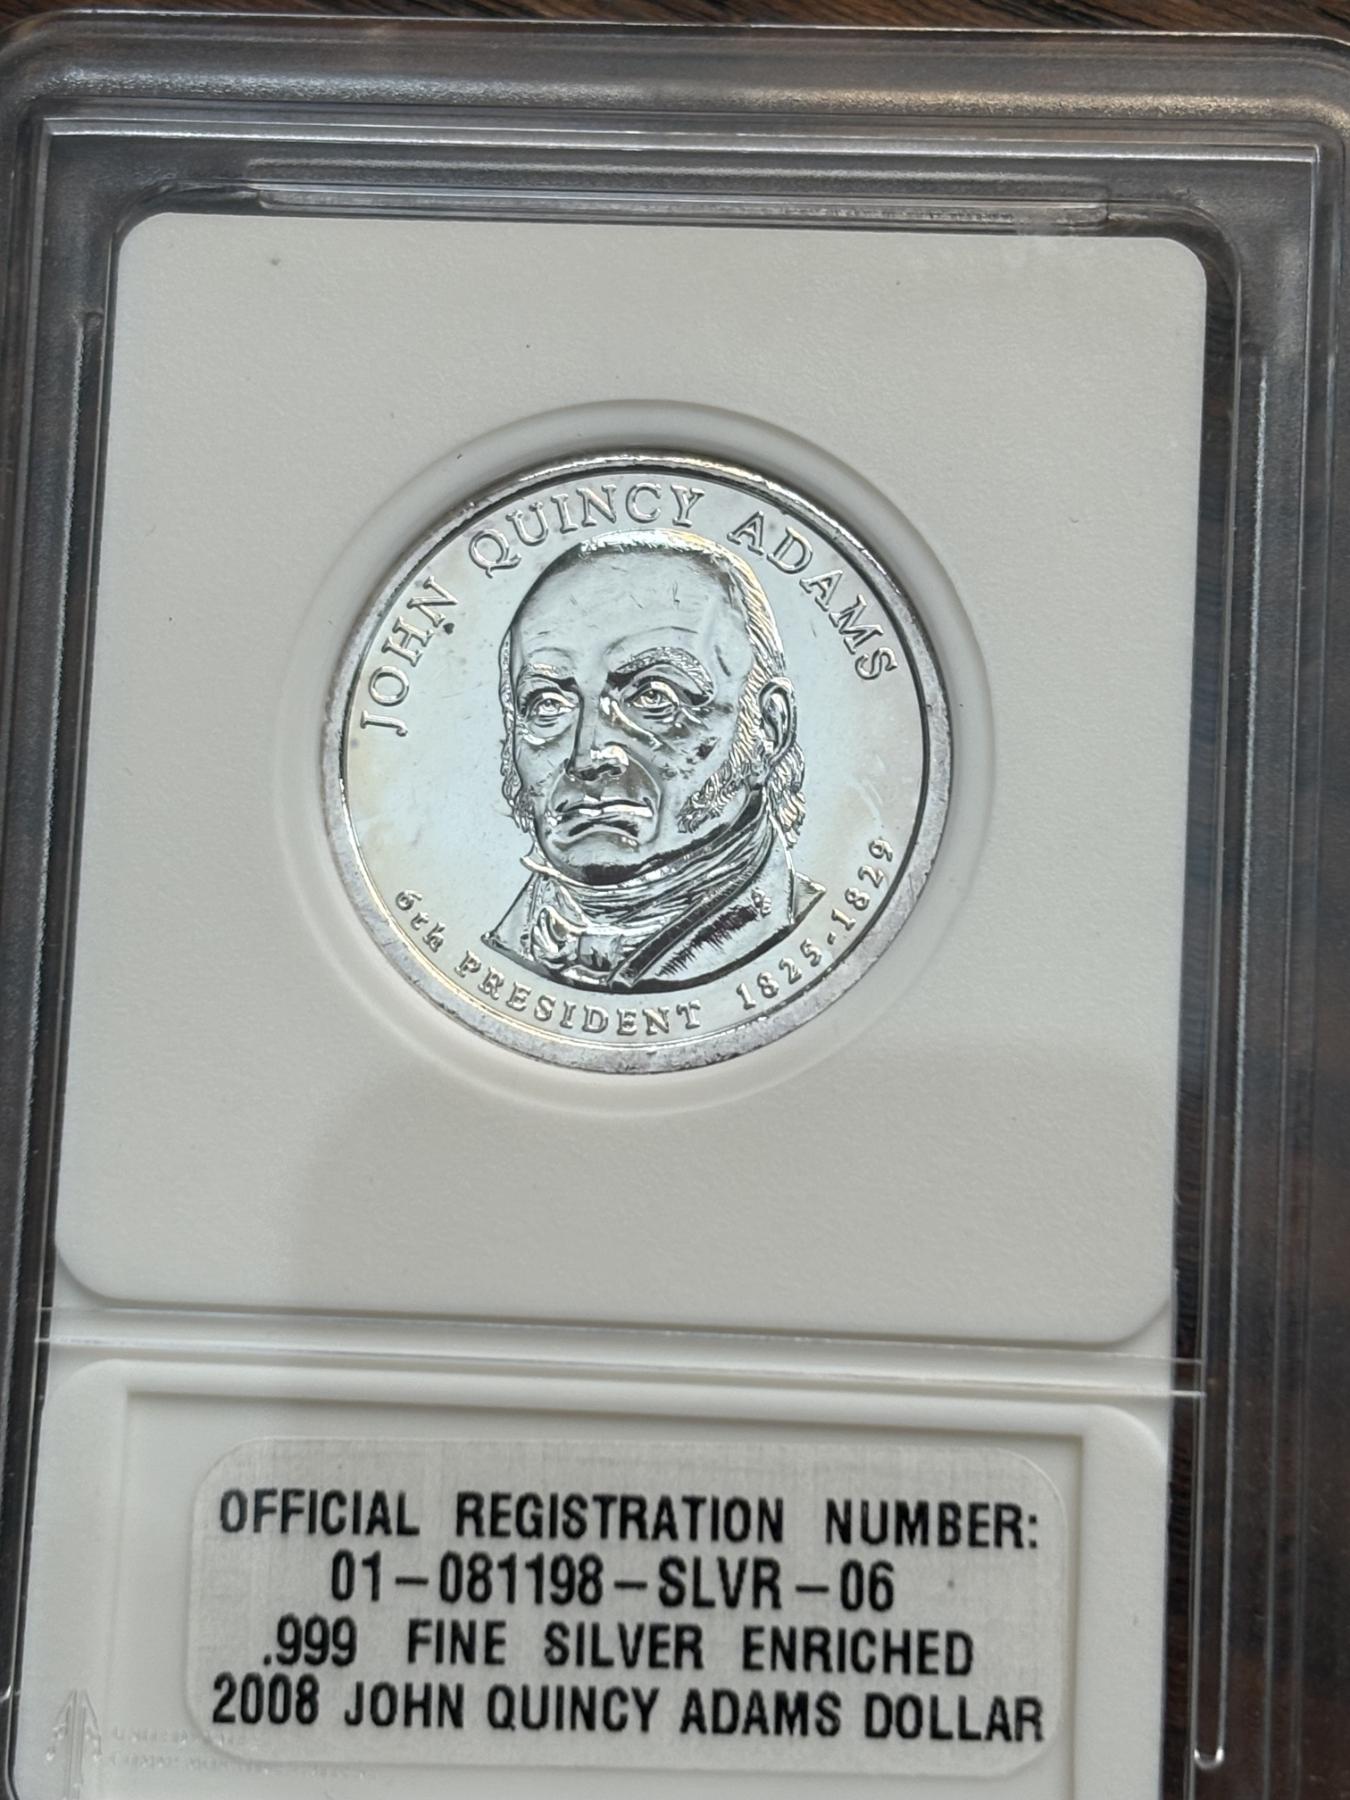 JOHN QUINCY ADAMS
6th PRESIDENT 1825-1829
OFFICIAL REGISTRATION NUMBER:
01-081198-SLVR-06
.999 FINE SILVER ENRICHED
2008 JOHN QUINCY ADAMS DOLLAR